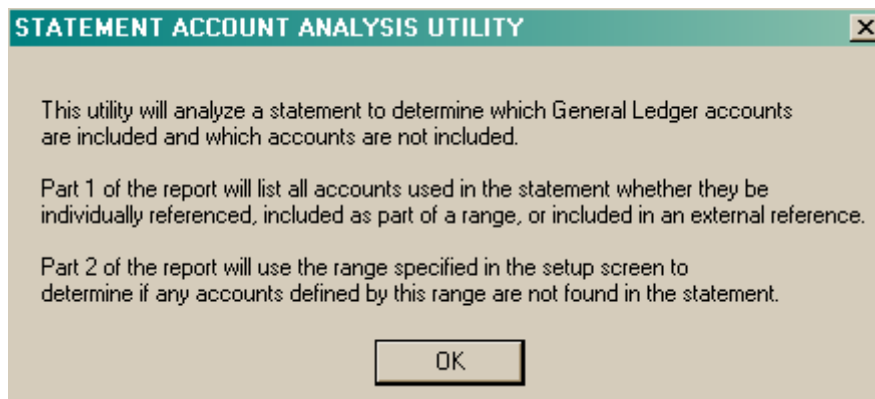 STATEMENT ACCOUNT ANALYSIS UTILITY
This utility will analyze a statement to determine which General Ledger accounts
are included and which accounts are not included.
Part 1 of the report will list all accounts used in the statement whether they be
individually referenced, included as part of a range, or included in an external reference.
Part 2 of the report will use the range specified in the setup screen to
determine if any accounts defined by this range are not found in the statement.
OK